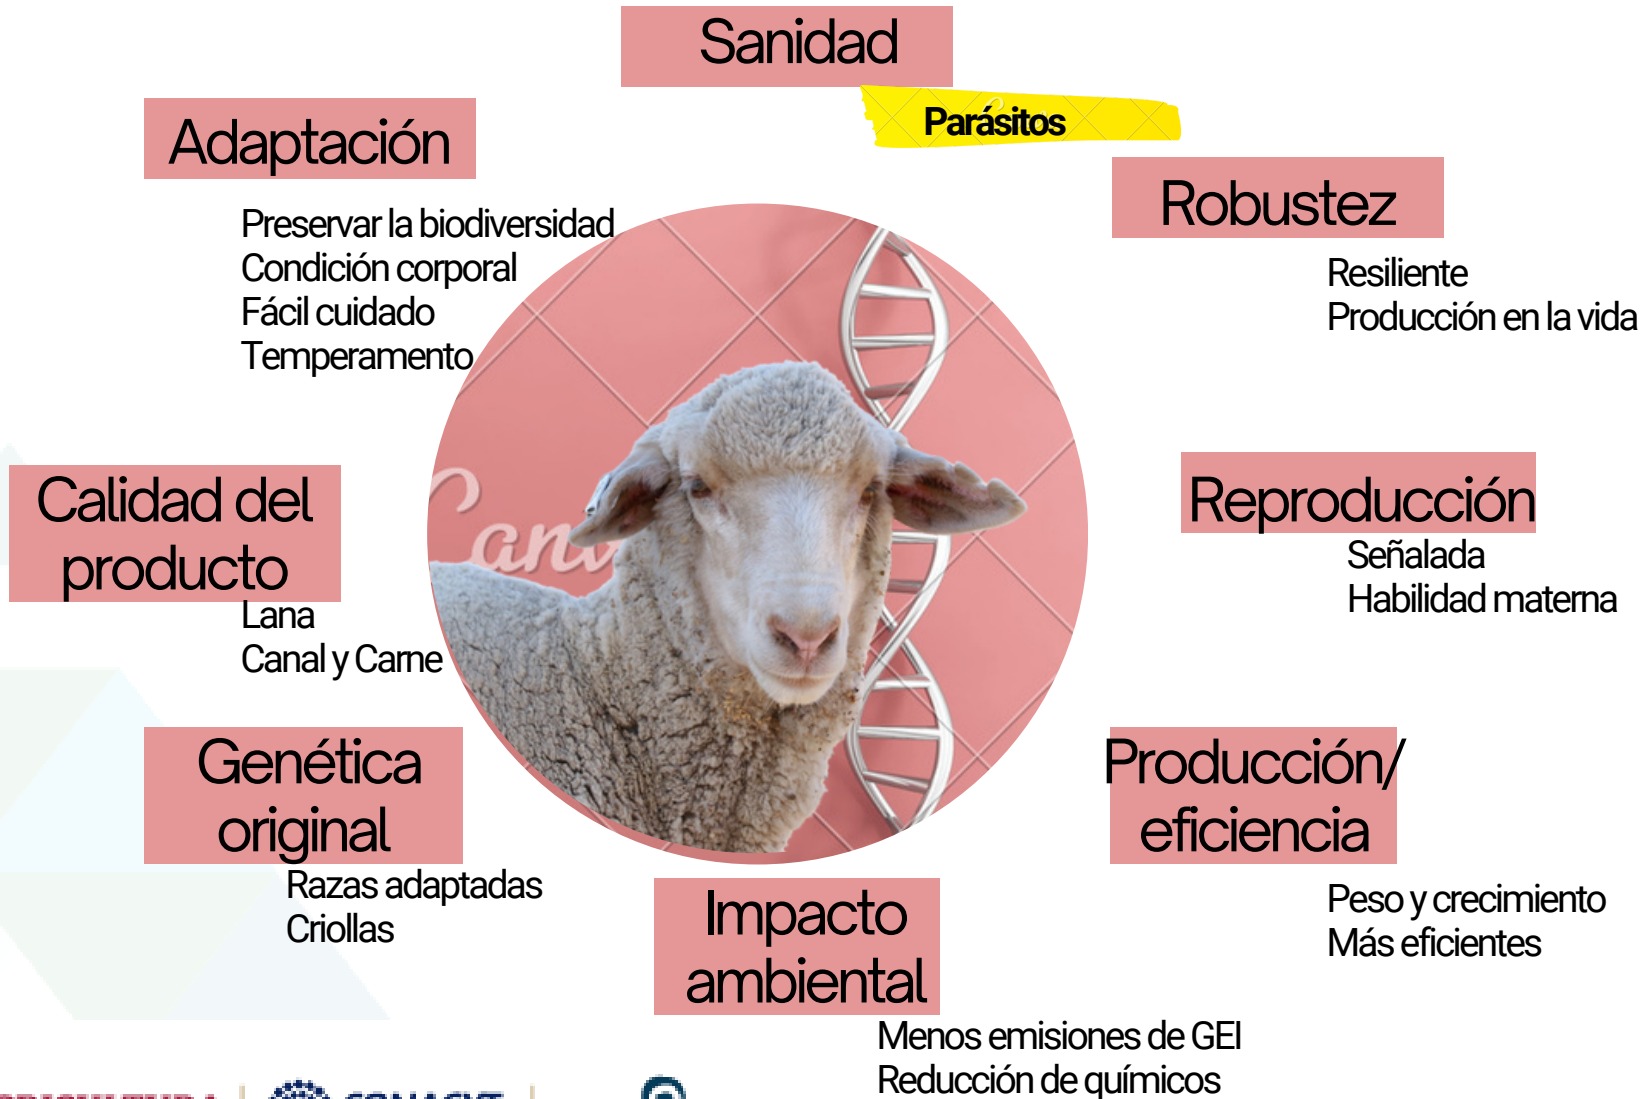 Sanidad
Parásitos
Adaptación
Preservar la biodiversidad
Condición corporal
Fácil cuidado
Temperamento
Robustez
Resiliente
Producción en la vida
Calidad del
producto
Lana
Canal y Carne
Reproducción
Señalada
Habilidad materna
Genética
original
Razas adaptadas
Criollas
Producción/
eficiencia
Peso y crecimiento
Más eficientes
Impacto
ambiental
Menos emisiones de GEI
Reducción de químicos